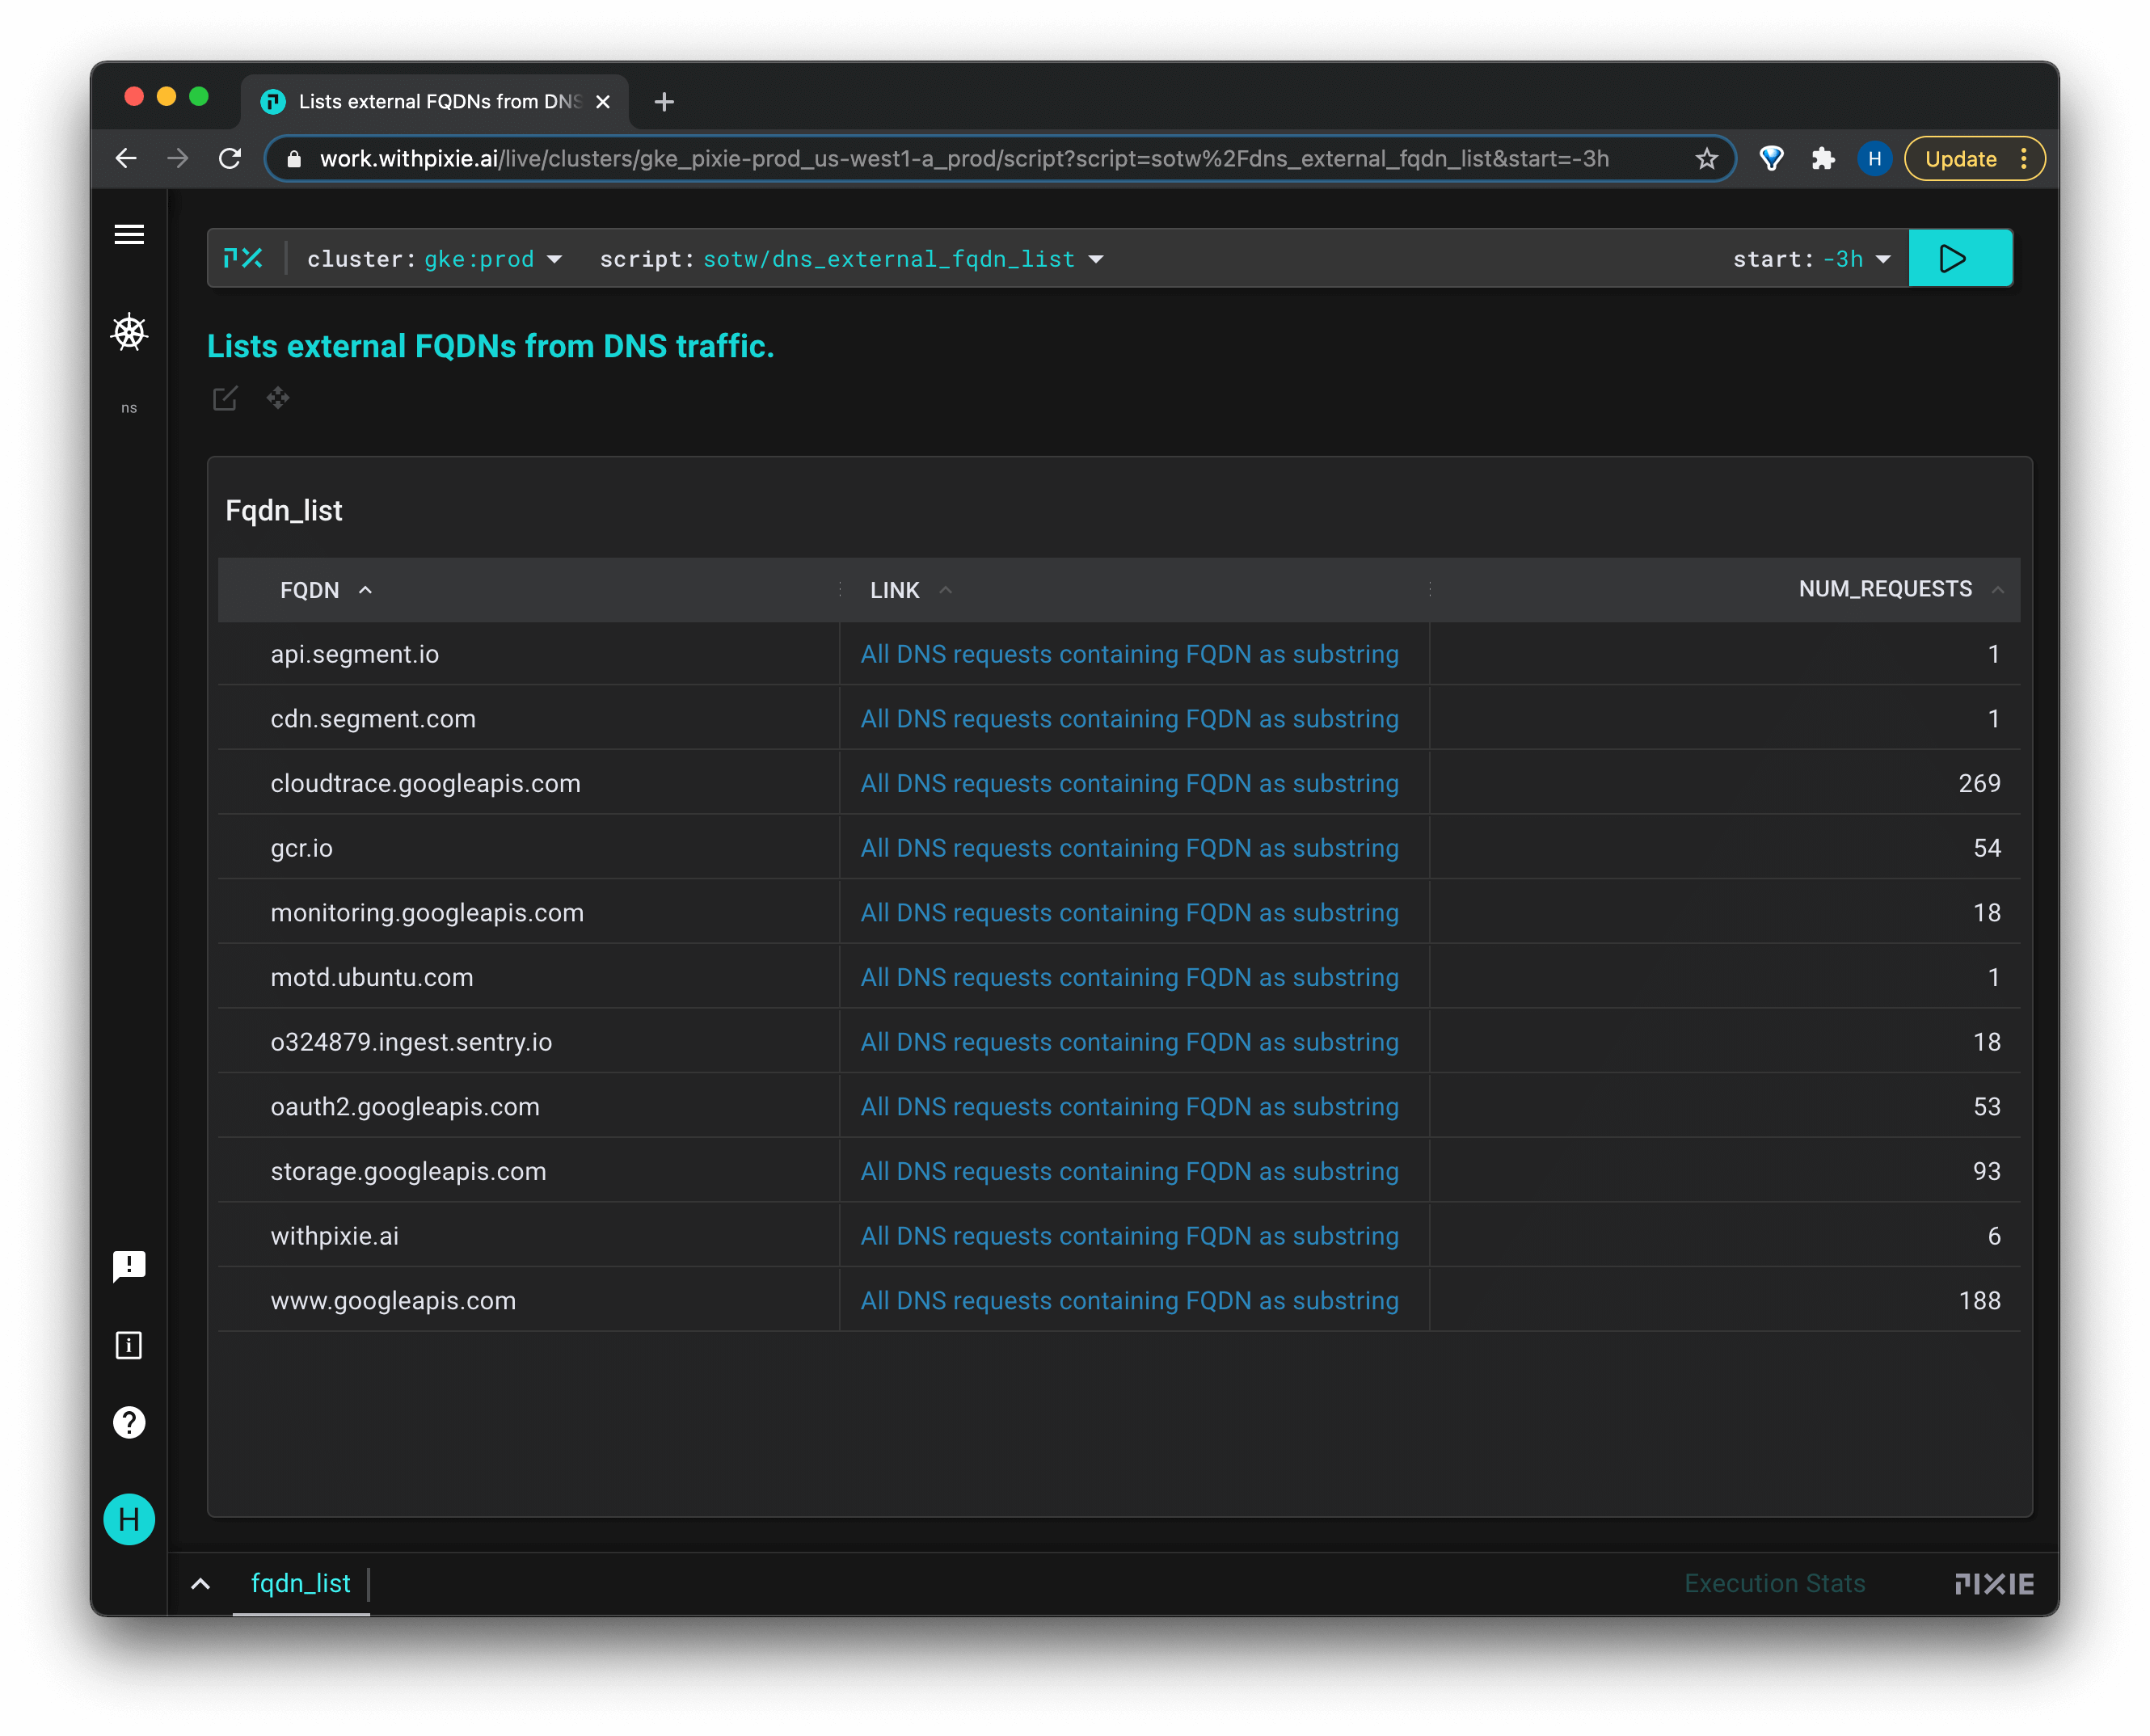 Lists external FQDNs from DNS
work.withpixie.ai/live/clusters/gke_pixie-prod_us-west1-a_prod/script?script=sotw%2Fdns_external_fqdn_list&start=-3h H Update
cluster: gke:prod script: sotw/dns_external_fqdn_list start: -3h
Lists external FQDNs from DNS traffic.
ns
Fqdn_list
FQDN LINK NUM_REQUESTS
api.segment.io All DNS requests containing FQDN as substring 1
cdn.segment.com All DNS requests containing FQDN as substring 1
cloudtrace.googleapis.com All DNS requests containing FQDN as substring 269
gcr.io All DNS requests containing FQDN as substring 54
monitoring.googleapis.com All DNS requests containing FQDN as substring 18
motd.ubuntu.com All DNS requests containing FQDN as substring 1
o324879.ingest.sentry.io All DNS requests containing FQDN as substring 18
oauth2.googleapis.com All DNS requests containing FQDN as substring 53
storage.googleapis.com All DNS requests containing FQDN as substring 93
withpixie.ai All DNS requests containing FQDN as substring 6
www.googleapis.com All DNS requests containing FQDN as substring 188
H
fqdn_list Execution Stats PIXIE